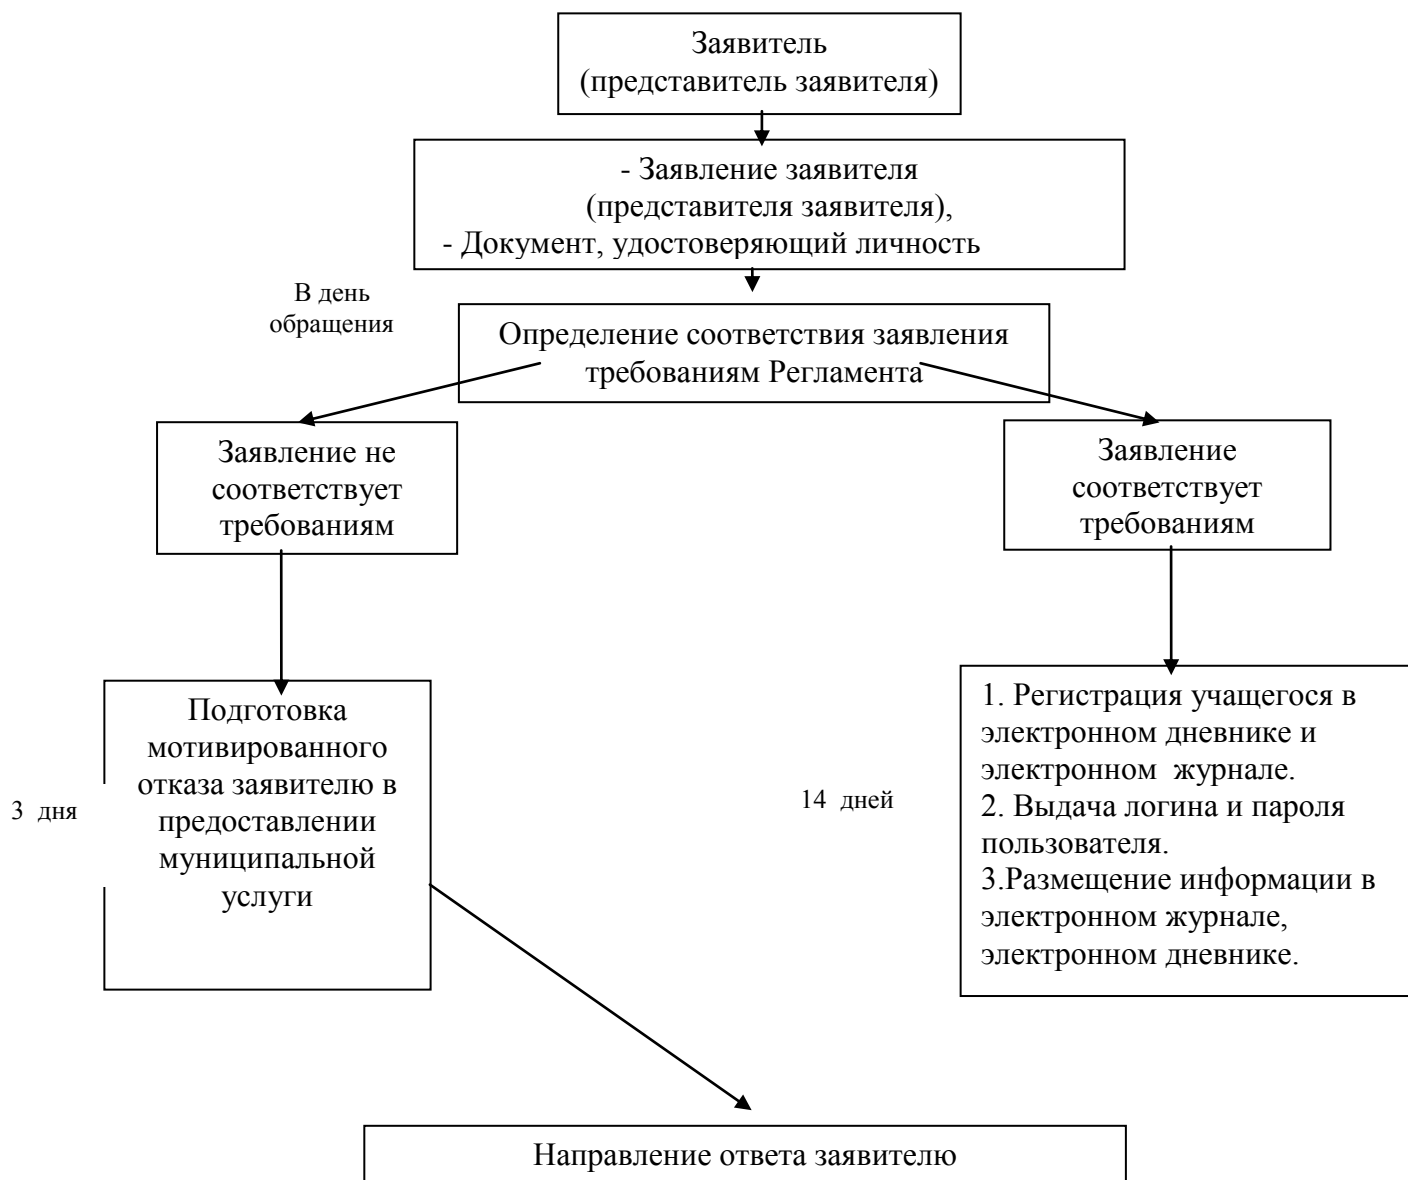 Заявитель
(представитель заявителя)
- Заявление заявителя
(представителя заявителя),
- Документ, удостоверяющий личность
В день
обращения
Определение соответствия заявления
требованиям Регламента
Заявление не
соответствует
требованиям
Заявление
соответствует
требованиям
Подготовка
мотивированного
отказа заявителю в
предоставлении
муниципальной
услуги
3 дня
14 дней
1. Регистрация учащегося в
электронном дневнике и
электронном журнале.
2. Выдача логина и пароля
пользователя.
3.Размещение информации в
электронном журнале,
электронном дневнике.
Направление ответа заявителю